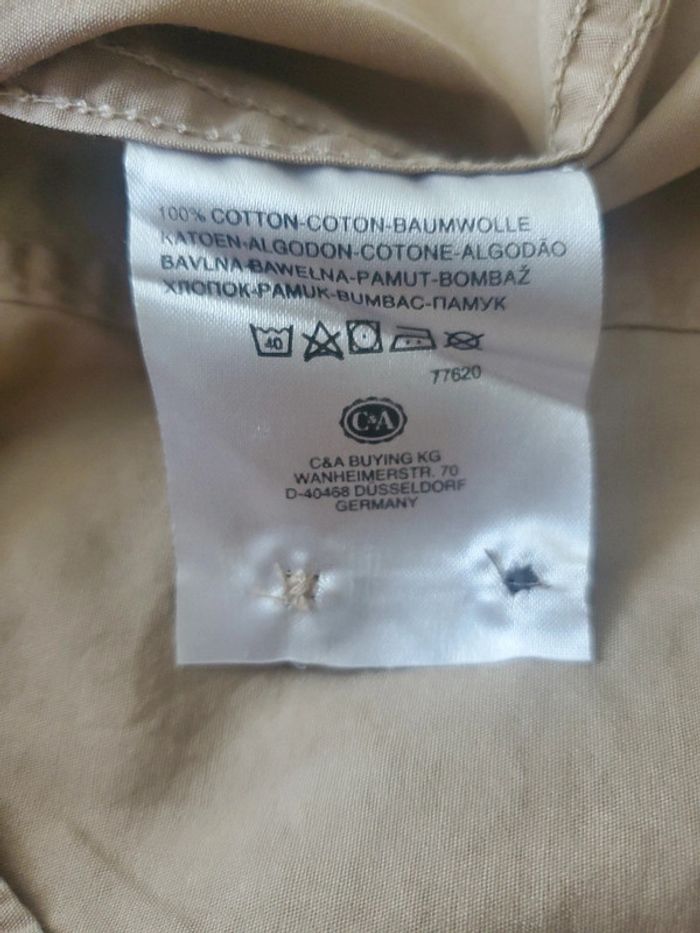 100% COTTON-COTON-BAUMWOLLE
KATOEN-ALGODON-COTONE-ALGODÃO
BAVLNA-BAWEŁNA-PAMUT-BOMBAŽ
ХЛОПОК-PAMUK-BUMBAC-ПАМУК
40
77620
C&A
C&A BUYING KG
WANHEIMERSTR. 70
D-40468 DÜSSELDORF
GERMANY